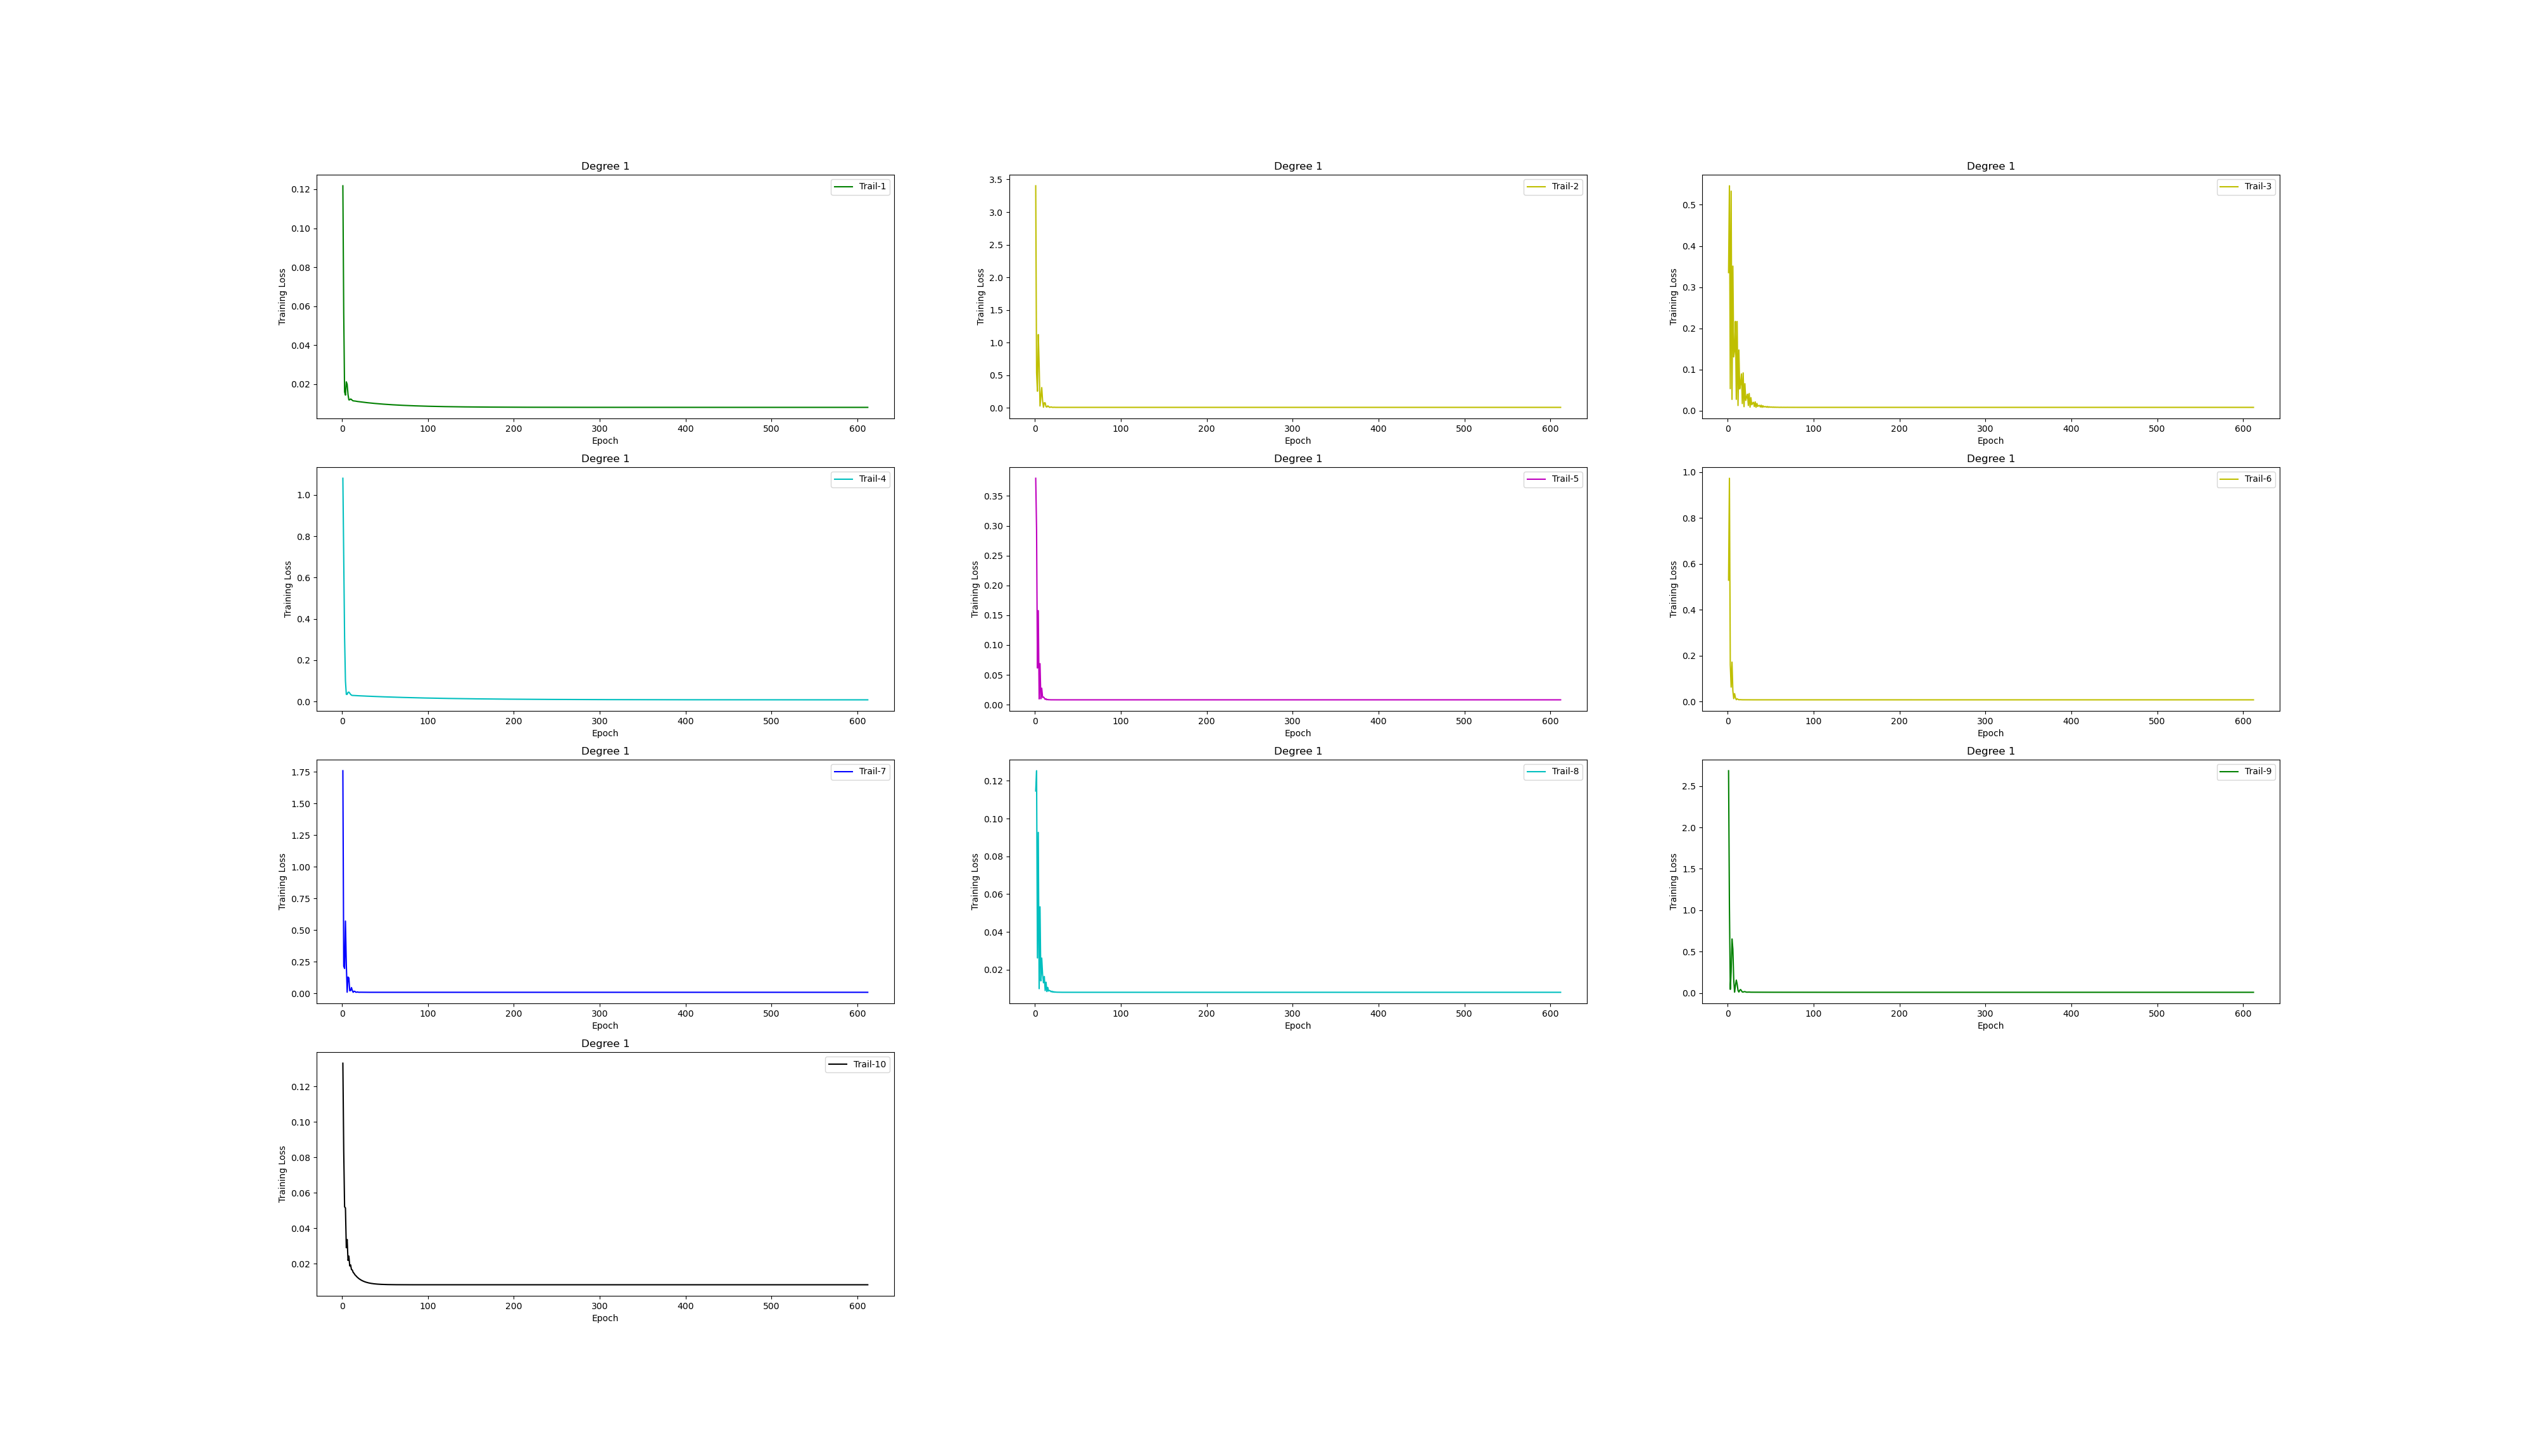 Degree 1
Trail-1
Training Loss
0.12
0.10
0.08
0.06
0.04
0.02
0 100 200 300 400 500 600
Epoch
Degree 1
Trail-2
Training Loss
3.5
3.0
2.5
2.0
1.5
1.0
0.5
0.0
0 100 200 300 400 500 600
Epoch
Degree 1
Trail-3
Training Loss
0.5
0.4
0.3
0.2
0.1
0.0
0 100 200 300 400 500 600
Epoch
Degree 1
Trail-4
Training Loss
1.0
0.8
0.6
0.4
0.2
0.0
0 100 200 300 400 500 600
Epoch
Degree 1
Trail-5
Training Loss
0.35
0.30
0.25
0.20
0.15
0.10
0.05
0.00
0 100 200 300 400 500 600
Epoch
Degree 1
Trail-6
Training Loss
1.0
0.8
0.6
0.4
0.2
0.0
0 100 200 300 400 500 600
Epoch
Degree 1
Trail-7
Training Loss
1.75
1.50
1.25
1.00
0.75
0.50
0.25
0.00
0 100 200 300 400 500 600
Epoch
Degree 1
Trail-8
Training Loss
0.12
0.10
0.08
0.06
0.04
0.02
0 100 200 300 400 500 600
Epoch
Degree 1
Trail-9
Training Loss
2.5
2.0
1.5
1.0
0.5
0.0
0 100 200 300 400 500 600
Epoch
Degree 1
Trail-10
Training Loss
0.12
0.10
0.08
0.06
0.04
0.02
0 100 200 300 400 500 600
Epoch